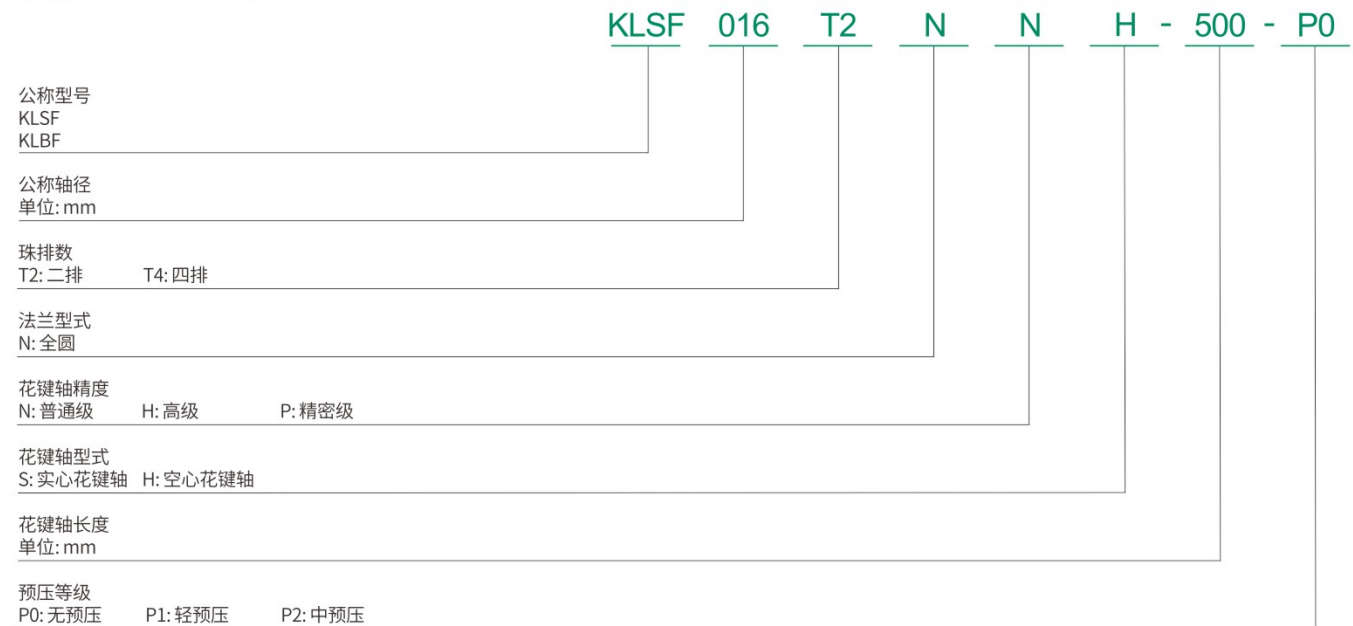 KLSF 016 T2 N N H - 500 - P0
公称型号
KLSF
KLBF
公称轴径
单位: mm
珠排数
T2: 二排 T4: 四排
法兰型式
N: 全圆
花键轴精度
N: 普通级 H: 高级 P: 精密级
花键轴型式
S: 实心花键轴 H: 空心花键轴
花键轴长度
单位: mm
预压等级
P0: 无预压 P1: 轻预压 P2: 中预压